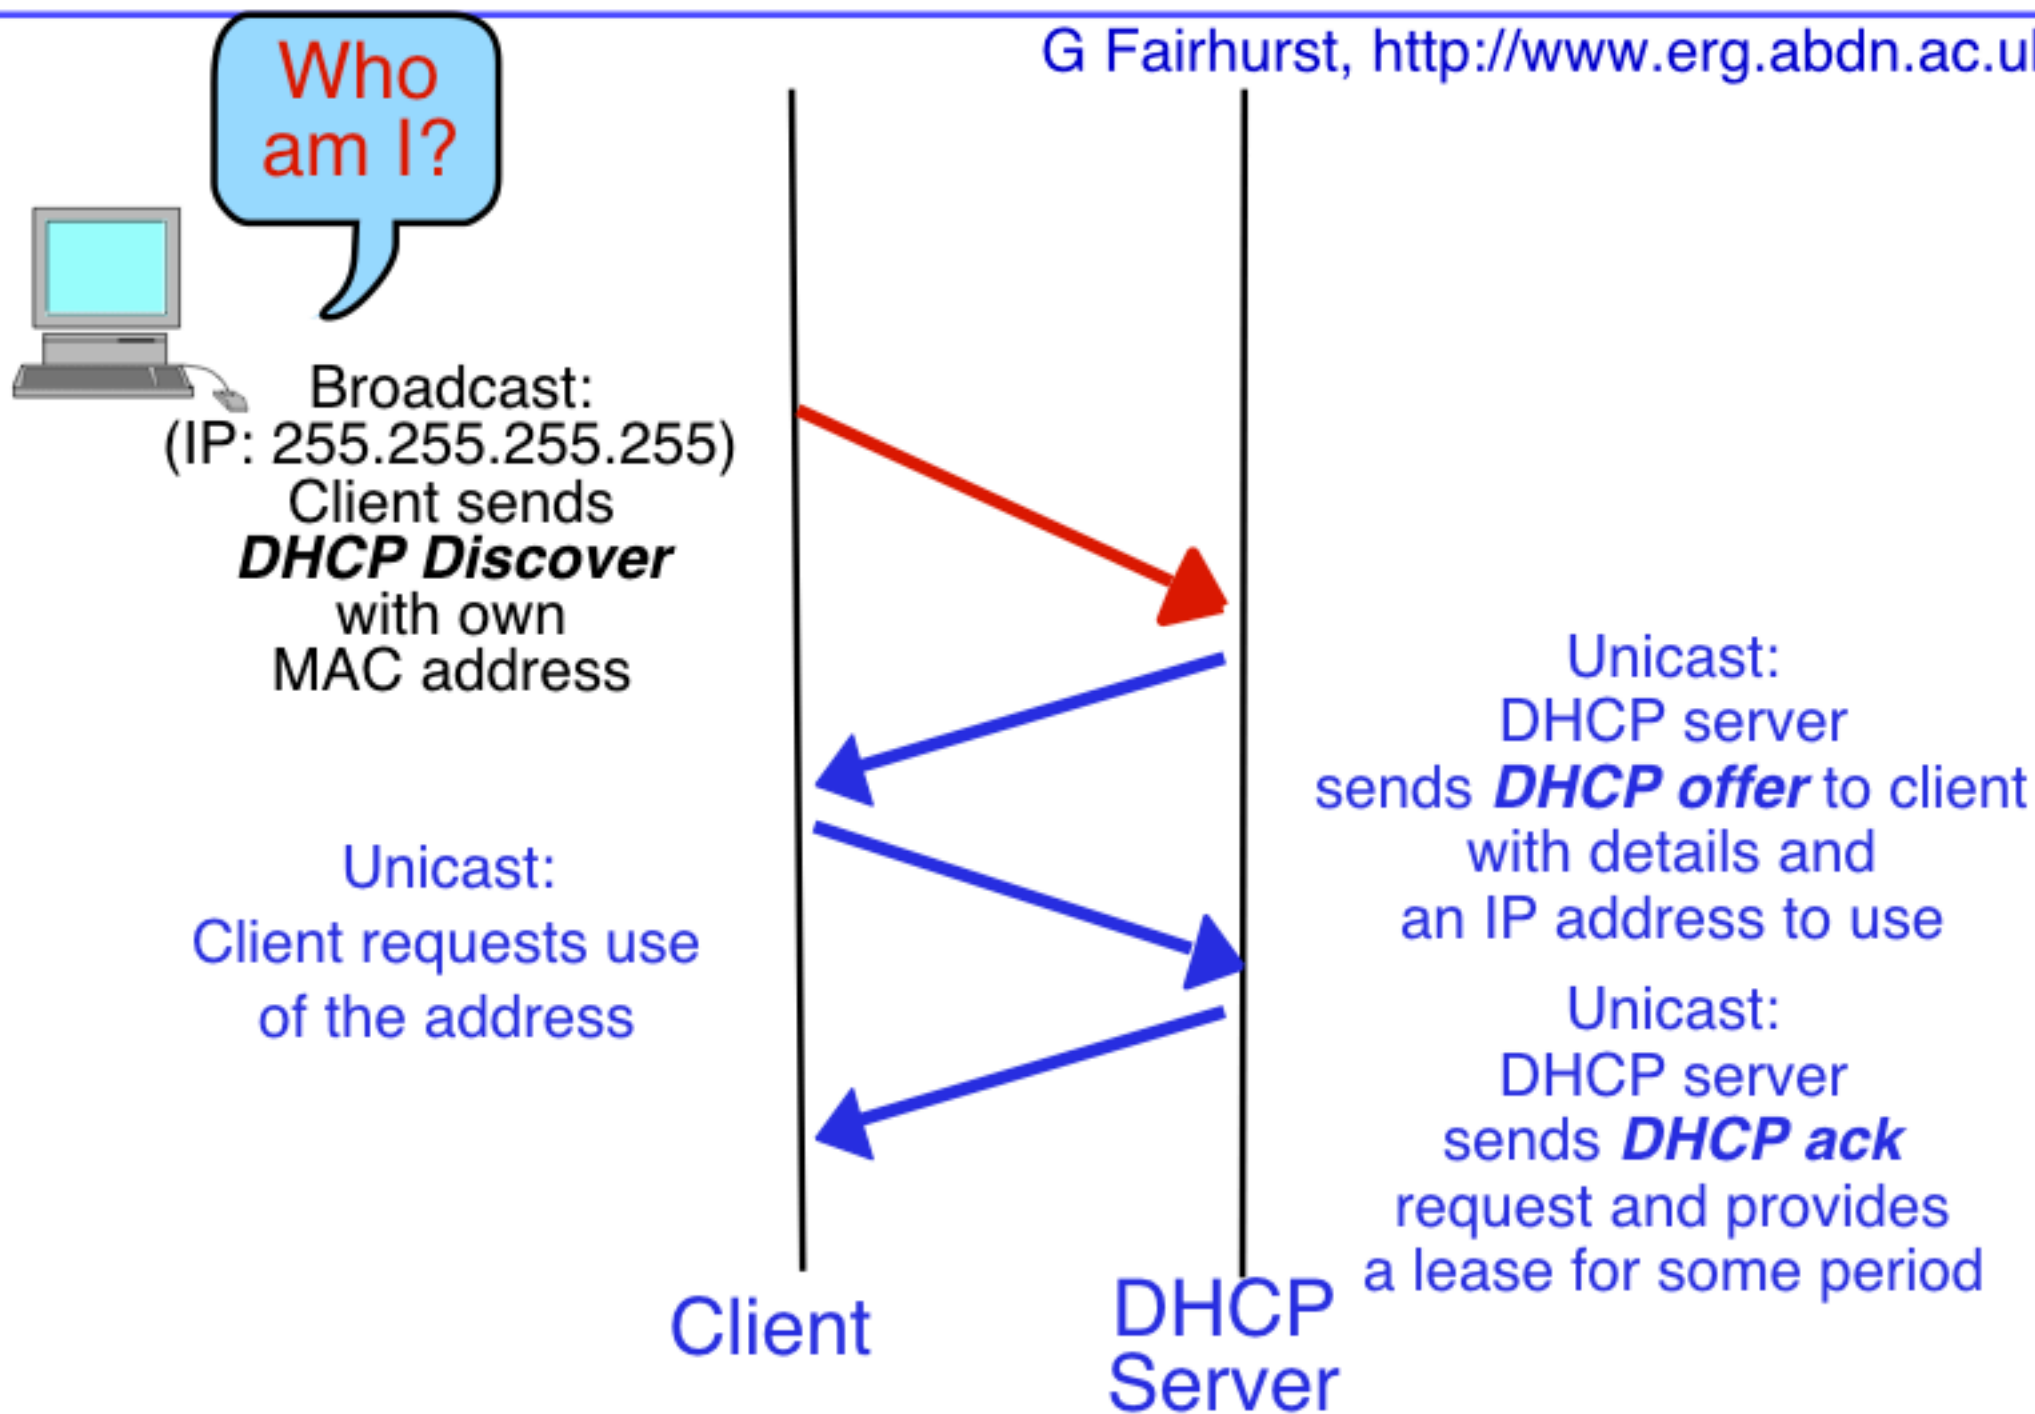 G Fairhurst, http://www.erg.abdn.ac.u
Who
am I?
Broadcast:
(IP: 255.255.255.255)
Client sends
DHCP Discover
with own
MAC address
Unicast:
DHCP server
sends DHCP offer to client
with details and
an IP address to use
Unicast:
Client requests use
of the address
Unicast:
DHCP server
sends DHCP ack
request and provides
a lease for some period
Client
DHCP
Server